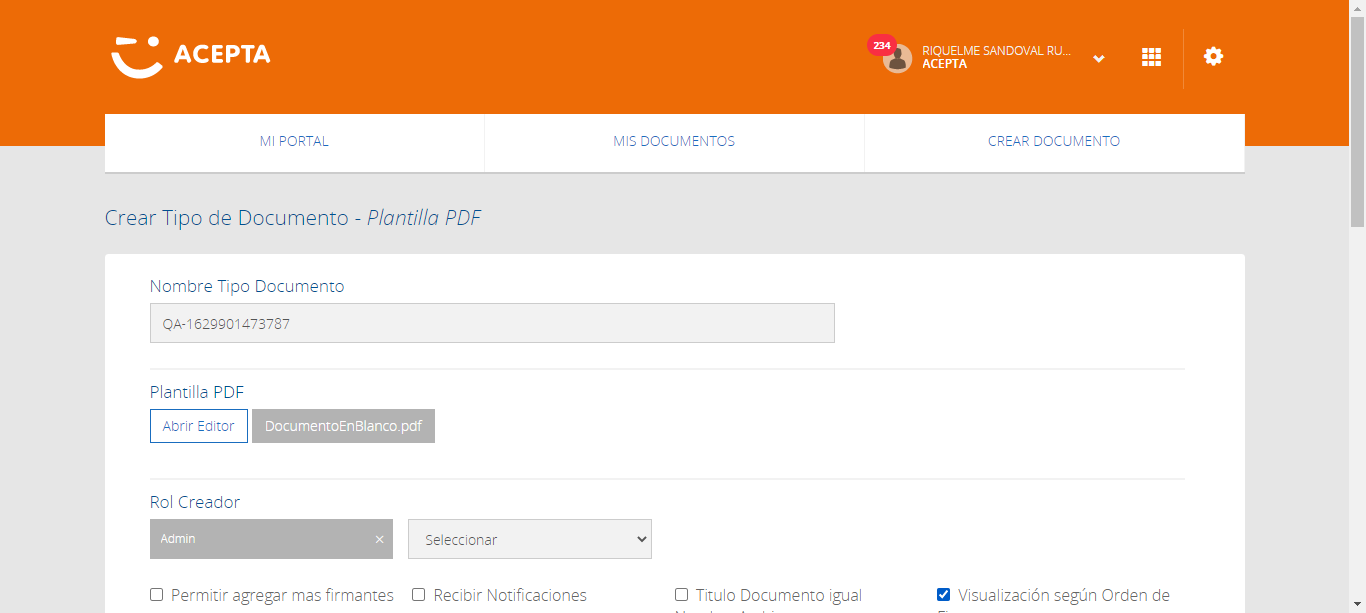 ACEPTA
234
RIQUELME SANDOVAL RU...
ACEPTA
MI PORTAL
MIS DOCUMENTOS
CREAR DOCUMENTO
Crear Tipo de Documento - Plantilla PDF
Nombre Tipo Documento
QA-1629901473787
Plantilla PDF
Abrir Editor
DocumentoEnBlanco.pdf
Rol Creador
Admin
Seleccionar
Permitir agregar mas firmantes
Recibir Notificaciones
Titulo Documento igual
Visualización según Orden de